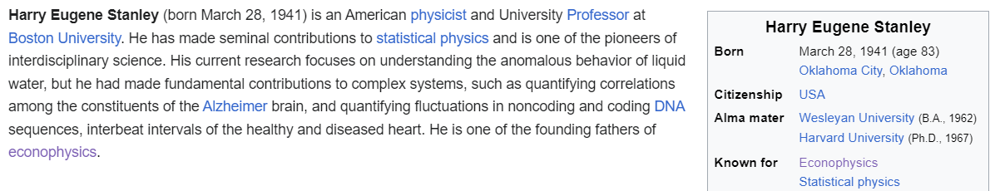 Harry Eugene Stanley (born March 28, 1941) is an American physicist and University Professor at
Boston University. He has made seminal contributions to statistical physics and is one of the pioneers of
interdisciplinary science. His current research focuses on understanding the anomalous behavior of liquid
water, but he had made fundamental contributions to complex systems, such as quantifying correlations
among the constituents of the Alzheimer brain, and quantifying fluctuations in noncoding and coding DNA
sequences, interbeat intervals of the healthy and diseased heart. He is one of the founding fathers of
econophysics.
Harry Eugene Stanley
Born March 28, 1941 (age 83)
Oklahoma City, Oklahoma
Citizenship USA
Alma mater Wesleyan University (B.A., 1962)
Harvard University (Ph.D., 1967)
Known for Econophysics
Statistical physics